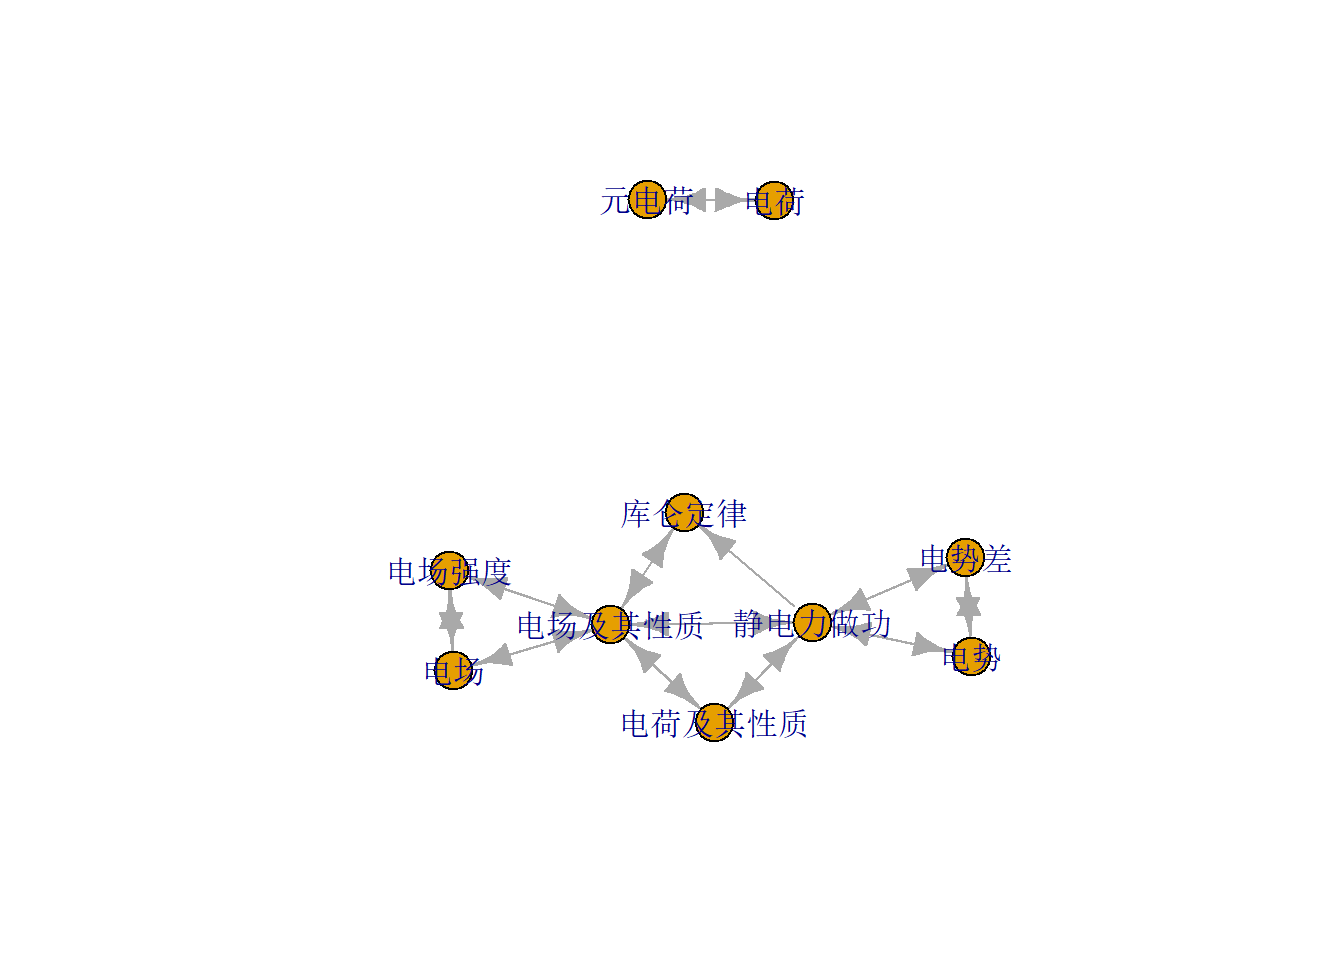 元电荷
电荷
库仑定律
电势差
电场强度
电场及其性质
静电力做功
电势
电场
电荷及其性质